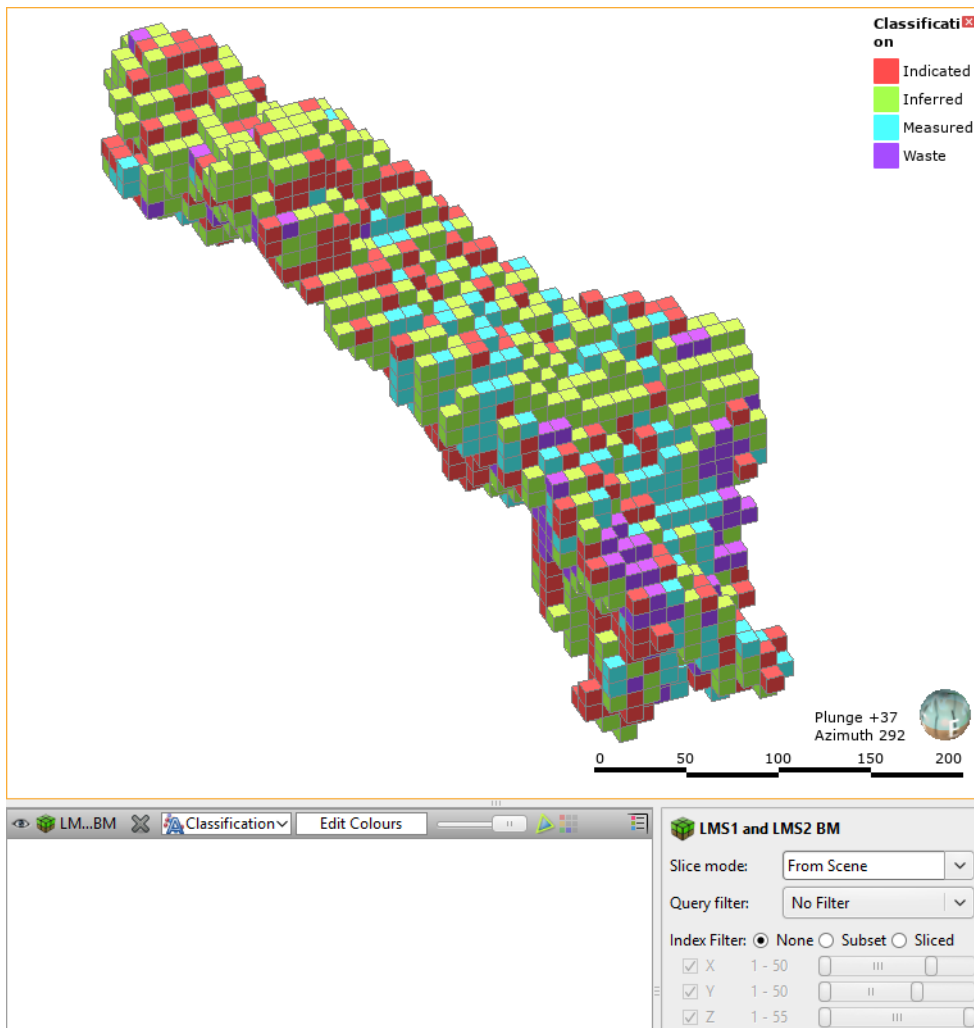 Classificati
on
Indicated
Inferred
Measured
Waste
Plunge +37
Azimuth 292
E
0 50 100 150 200
LM...BM Classification Edit Colours
LMS1 and LMS2 BM
Slice mode: From Scene
Query filter: No Filter
Index Filter: None Subset Sliced
X 1 - 50
Y 1 - 50
Z 1 - 55